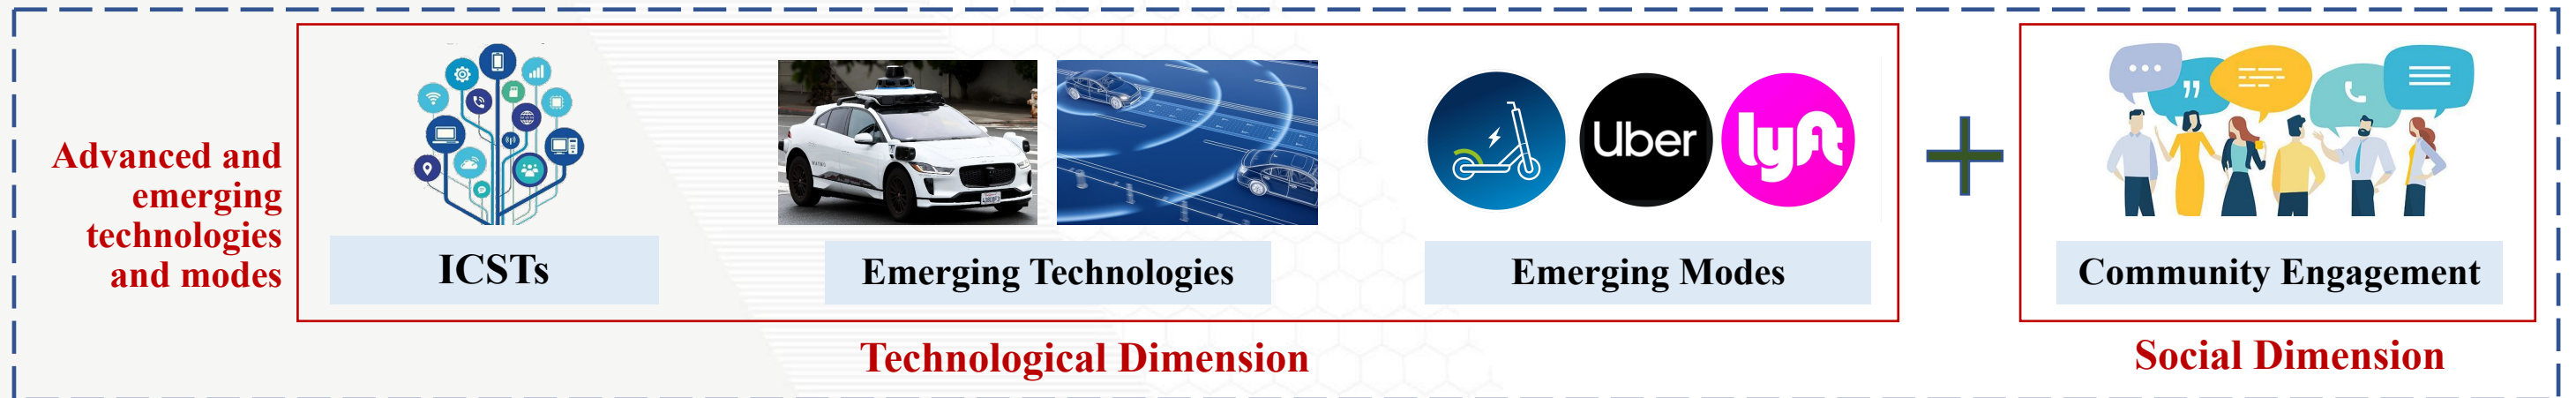 Advanced and
emerging
technologies
and modes
ICSTs
Emerging Technologies
Uber
lyft
Emerging Modes
Technological Dimension
Community Engagement
Social Dimension